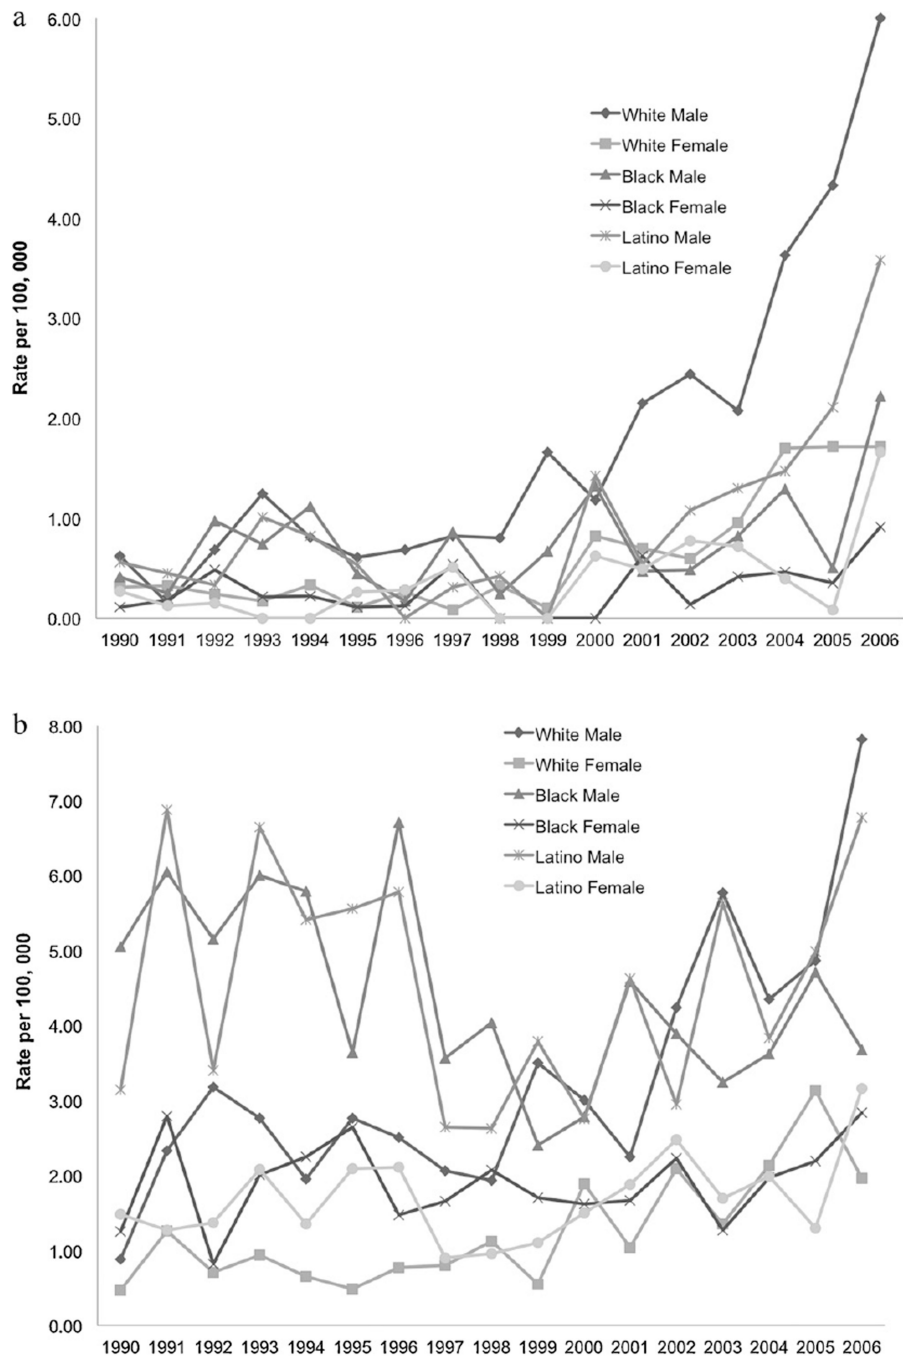 a
6.00
5.00
4.00
3.00
2.00
1.00
0.00
Rate per 100, 000
White Male
White Female
Black Male
Black Female
Latino Male
Latino Female
1990 1991 1992 1993 1994 1995 1996 1997 1998 1999 2000 2001 2002 2003 2004 2005 2006
b
8.00
7.00
6.00
5.00
4.00
3.00
2.00
1.00
0.00
Rate per 100, 000
White Male
White Female
Black Male
Black Female
Latino Male
Latino Female
1990 1991 1992 1993 1994 1995 1996 1997 1998 1999 2000 2001 2002 2003 2004 2005 2006